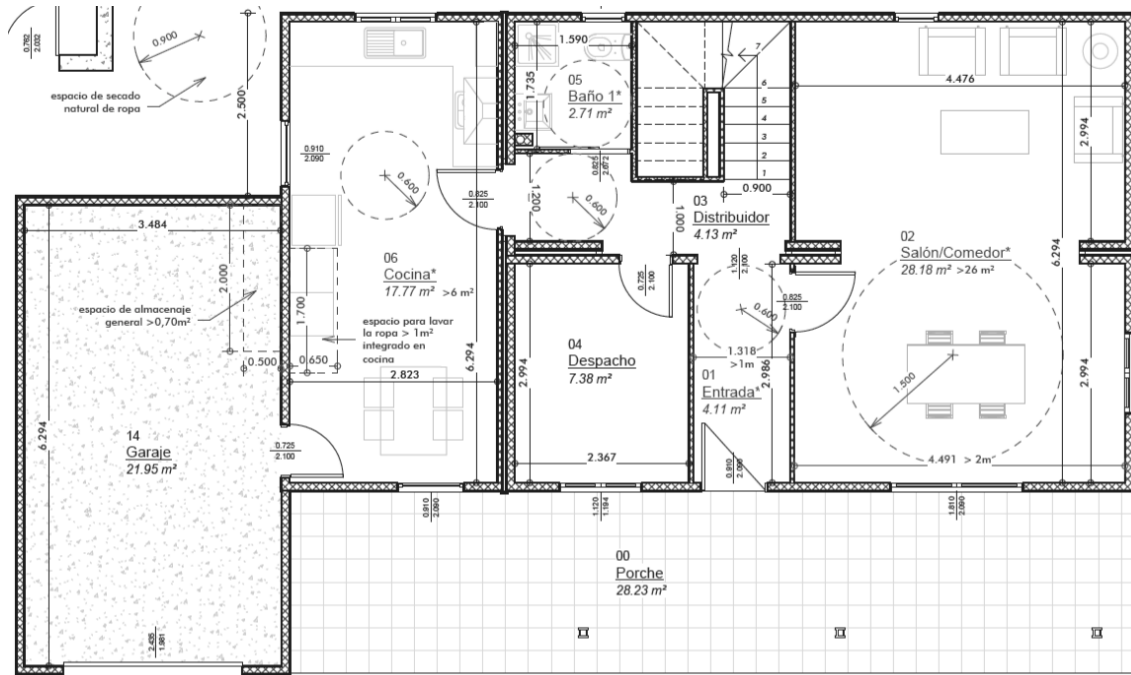 0.762
2.032
0.900
espacio de secado
natural de ropa
2.500
1.590
1.735
05
Baño 1*
2.71 m²
0.825
2.072
7
6
5
4
3
2
1
0.900
4.476
2.994
0.910
2.090
0.600
0.825
2.100
1.200
0.600
1.000
03
Distribuidor
4.13 m²
1.120
2.100
02
Salón/Comedor*
28.18 m² >26 m²
6.294
3.484
2.000
espacio de almacenaje
general >0,70m²
0.500
1.700
0.650
06
Cocina*
17.77 m² >6 m²
espacio para lavar
la ropa > 1m²
integrado en
cocina
6.294
2.823
0.725
2.100
0.600
0.825
2.100
1.318
>1m
2.986
04
Despacho
7.38 m²
2.994
2.367
01
Entrada*
4.11 m²
0.910
2.090
1.500
2.994
4.491 > 2m
6.294
14
Garaje
21.95 m²
0.725
2.100
0.910
2.090
1.120
1.194
1.810
2.090
00
Porche
28.23 m²
2.435
1.981